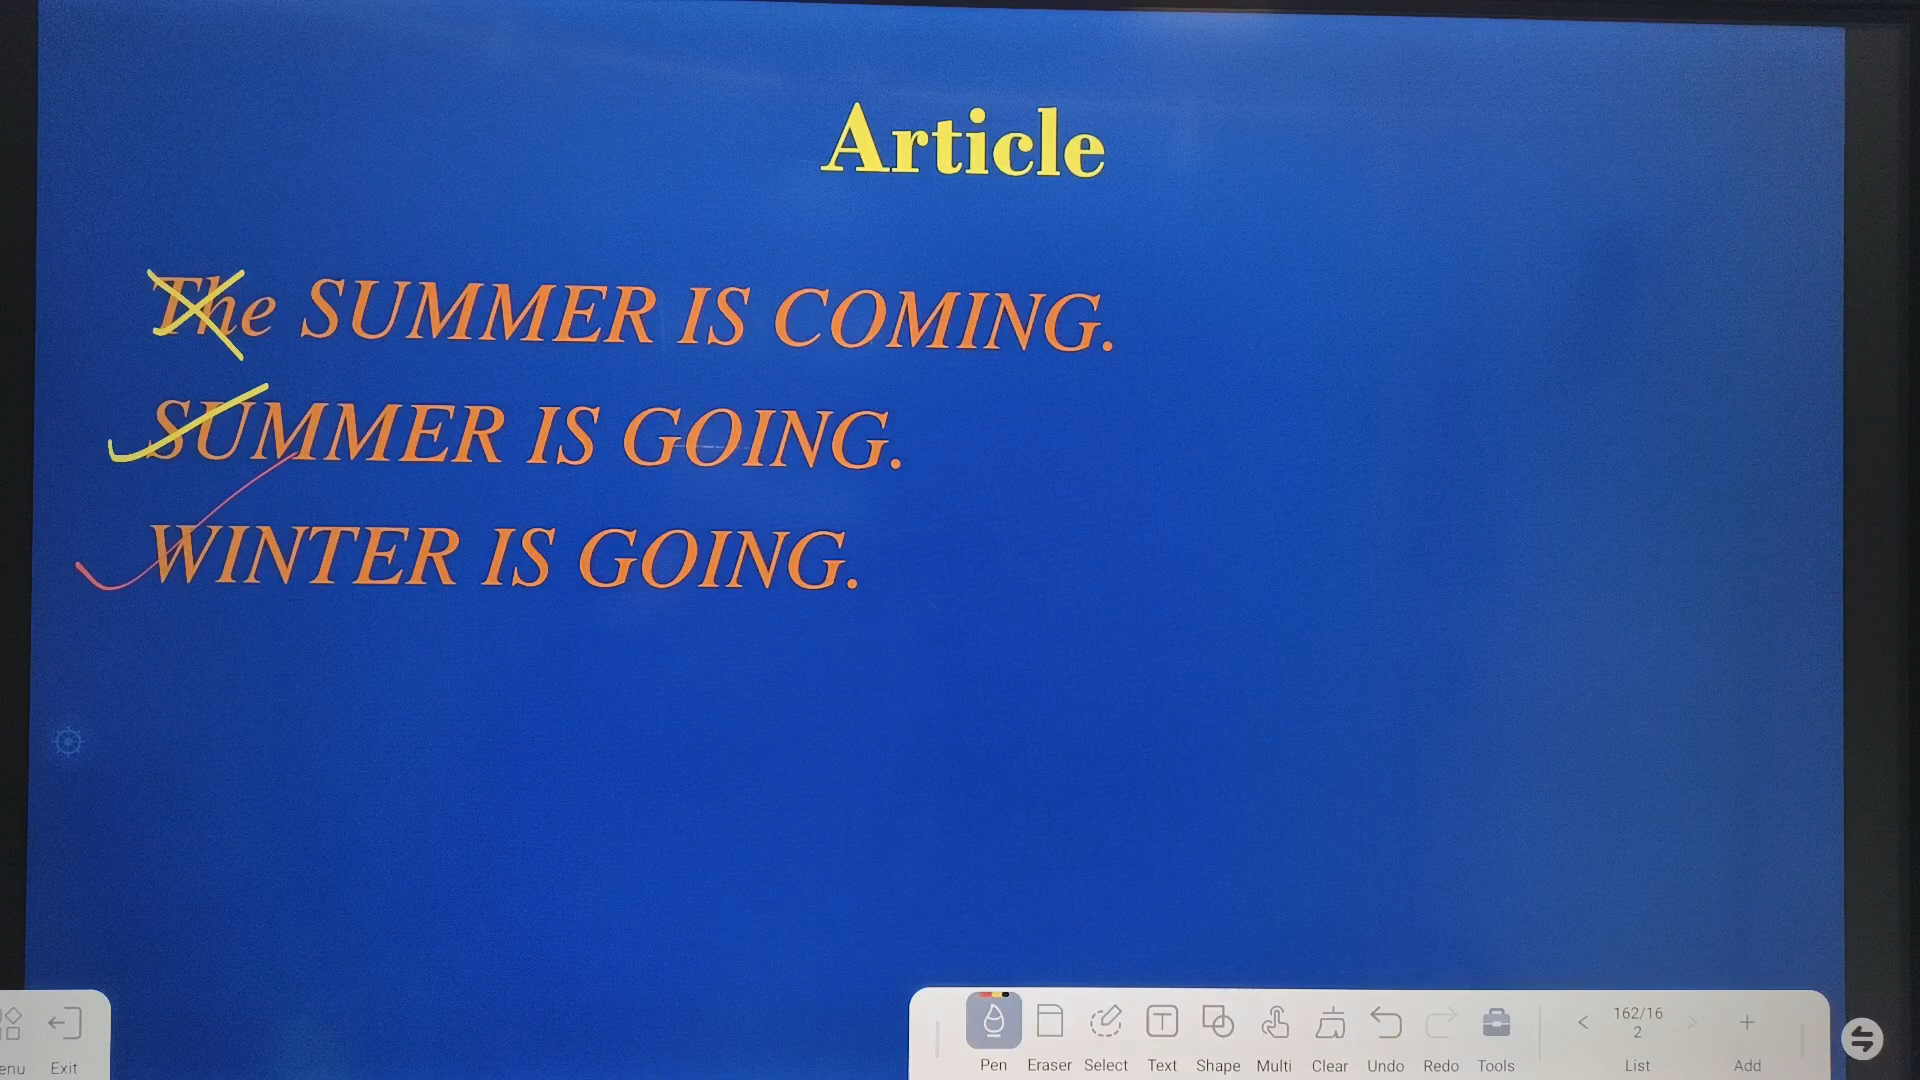 Article
The SUMMER IS COMING.
SUMMER IS GOING.
WINTER IS GOING.
enu Exit
Pen Eraser Select Text Shape Multi Clear Undo Redo Tools
162/16
2
List
Add